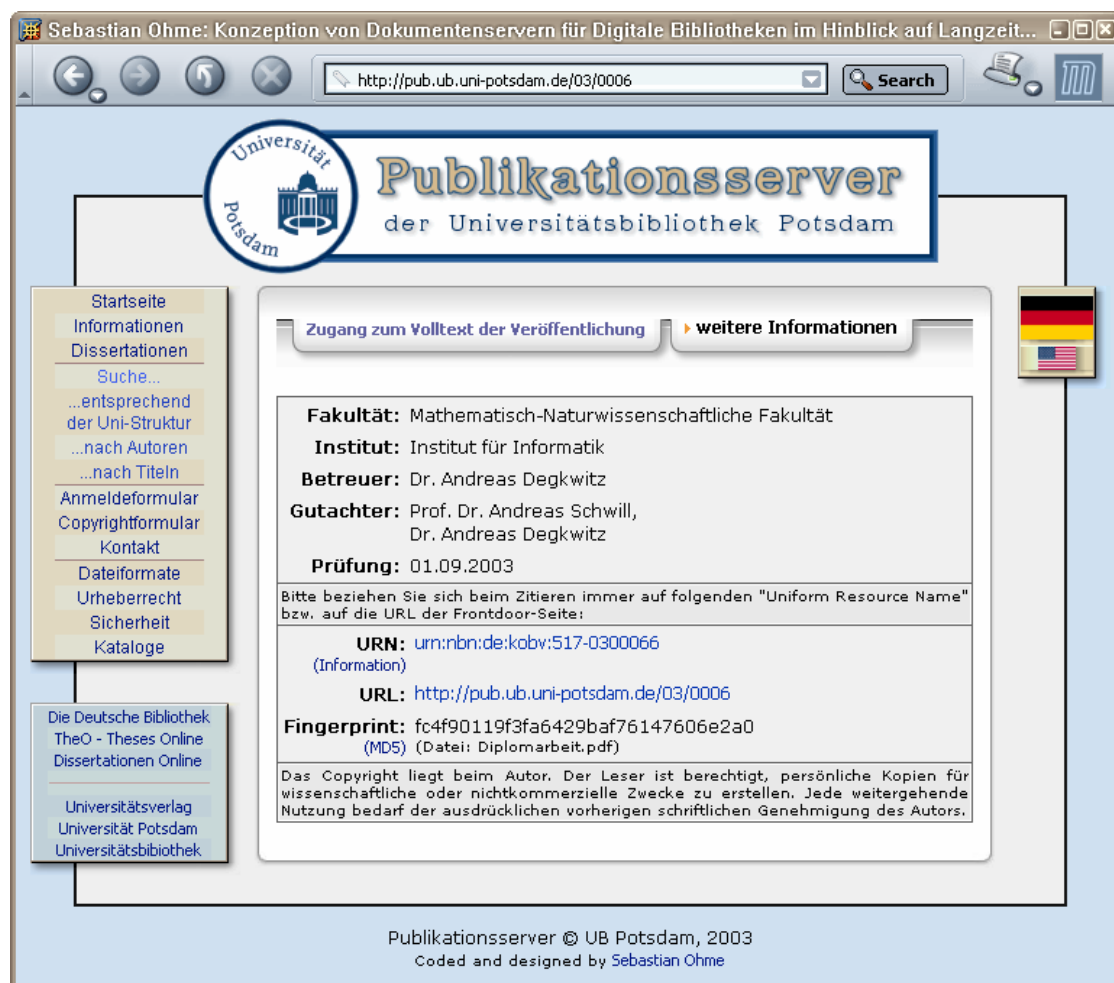 Sebastian Ohme: Konzeption von Dokumentenservern für Digitale Bibliotheken im Hinblick auf Langzeit...
http://pub.ub.uni-potsdam.de/03/0006
Search
Universität
Potsdam
Publikationsserver
der Universitätsbibliothek Potsdam
Startseite
Informationen
Dissertationen
Suche...
...entsprechend
der Uni-Struktur
...nach Autoren
...nach Titeln
Anmeldeformular
Copyrightformular
Kontakt
Dateiformate
Urheberrecht
Sicherheit
Kataloge
Die Deutsche Bibliothek
TheO - Theses Online
Dissertationen Online
Universitätsverlag
Universität Potsdam
Universitätsbibiothek
Zugang zum Volltext der Veröffentlichung
weitere Informationen
Fakultät: Mathematisch-Naturwissenschaftliche Fakultät
Institut: Institut für Informatik
Betreuer: Dr. Andreas Degkwitz
Gutachter: Prof. Dr. Andreas Schwill,
Dr. Andreas Degkwitz
Prüfung: 01.09.2003
Bitte beziehen Sie sich beim Zitieren immer auf folgenden "Uniform Resource Name"
bzw. auf die URL der Frontdoor-Seite:
URN: urn:nbn:de:kobv:517-0300066
(Information)
URL: http://pub.ub.uni-potsdam.de/03/0006
Fingerprint: fc4f90119f3fa6429baf76147606e2a0
(MD5) (Datei: Diplomarbeit.pdf)
Das Copyright liegt beim Autor. Der Leser ist berechtigt, persönliche Kopien für
wissenschaftliche oder nichtkommerzielle Zwecke zu erstellen. Jede weitergehende
Nutzung bedarf der ausdrücklichen vorherigen schriftlichen Genehmigung des Autors.
Publikationsserver © UB Potsdam, 2003
Coded and designed by Sebastian Ohme